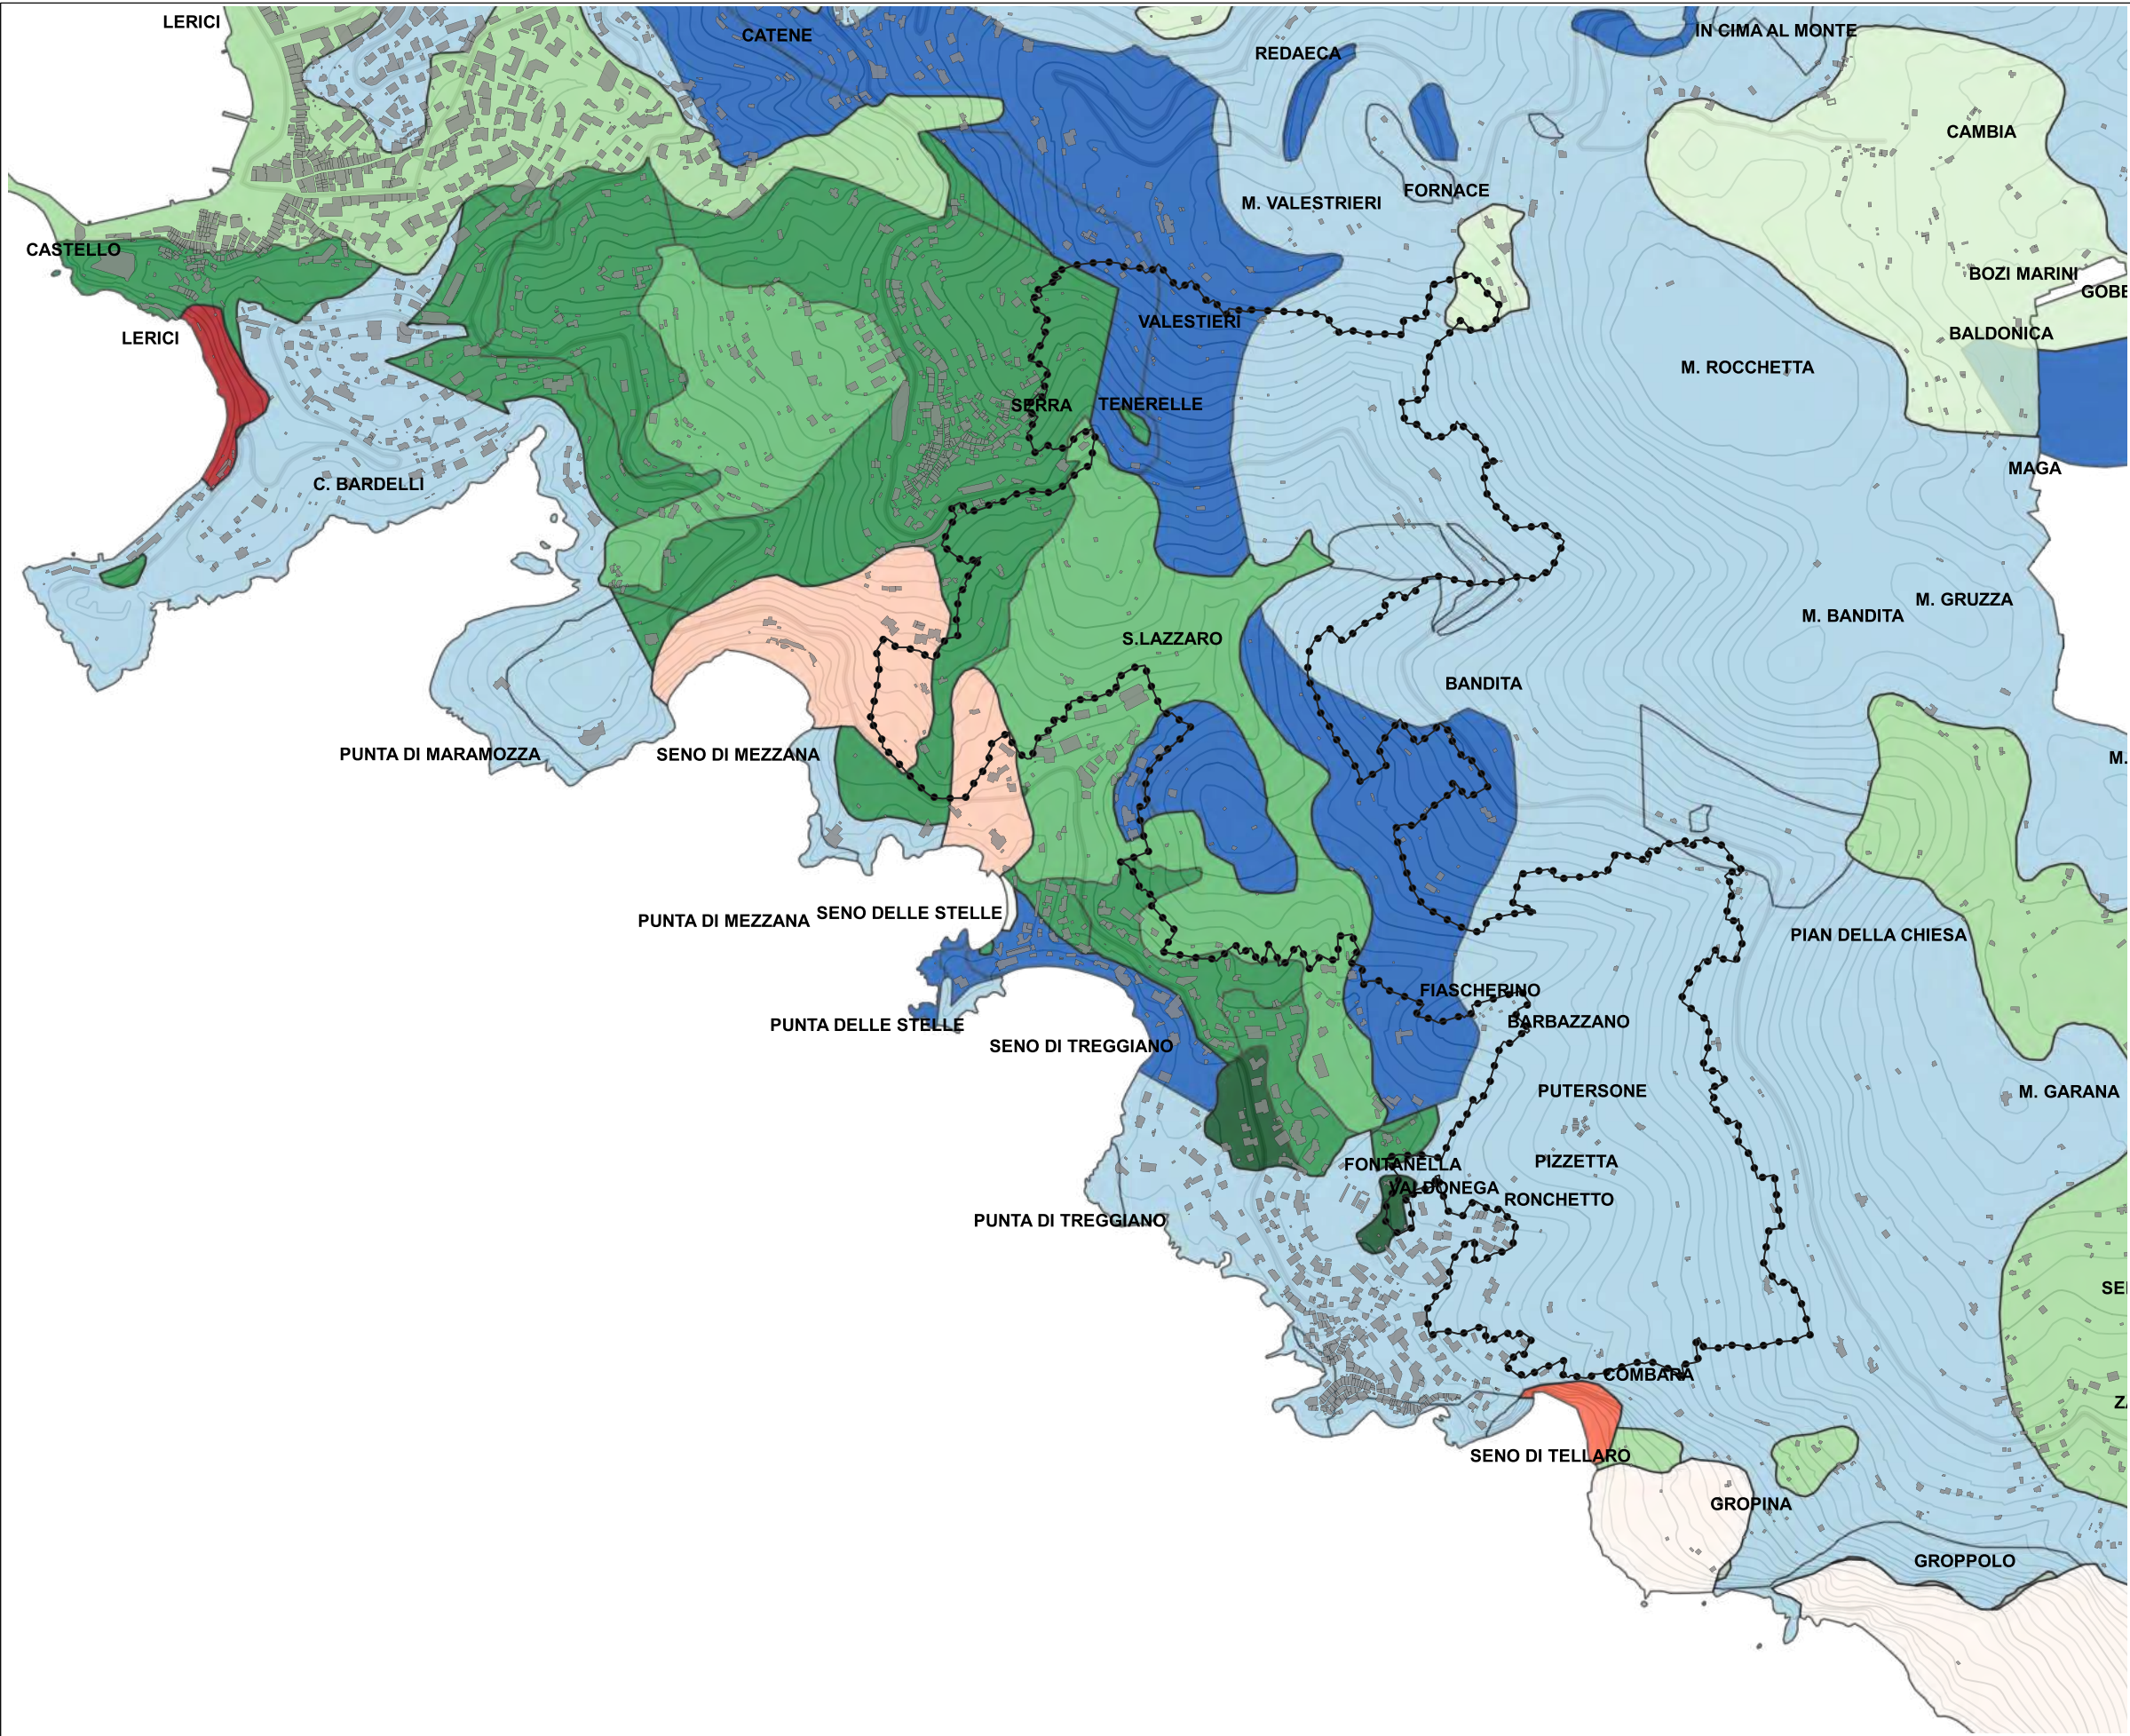 LERICI
CATENE
IN CIMA AL MONTE
REDAECA
CAMBIA
FORNACE
M. VALESTRIERI
CASTELLO
BOZI MARINI
VALESTIERI
BALDONICA
LERICI
M. ROCCHETTA
SERRA
TENERELLE
MAGA
C. BARDELLI
M. GRUZZA
M. BANDITA
S.LAZZARO
BANDITA
PUNTA DI MARAMOZZA
SENO DI MEZZANA
M.
SENO DELLE STELLE
PUNTA DI MEZZANA
PIAN DELLA CHIESA
FIASCHERINO
BARBAZZANO
PUNTA DELLE STELLE
SENO DI TREGGIANO
PUTERSONE
M. GARANA
PIZZETTA
FONTANELLA
VALDONEGA
RONCHETTO
PUNTA DI TREGGIANO
COMBARA
SENO DI TELLARO
GROPINA
GROPPOLO